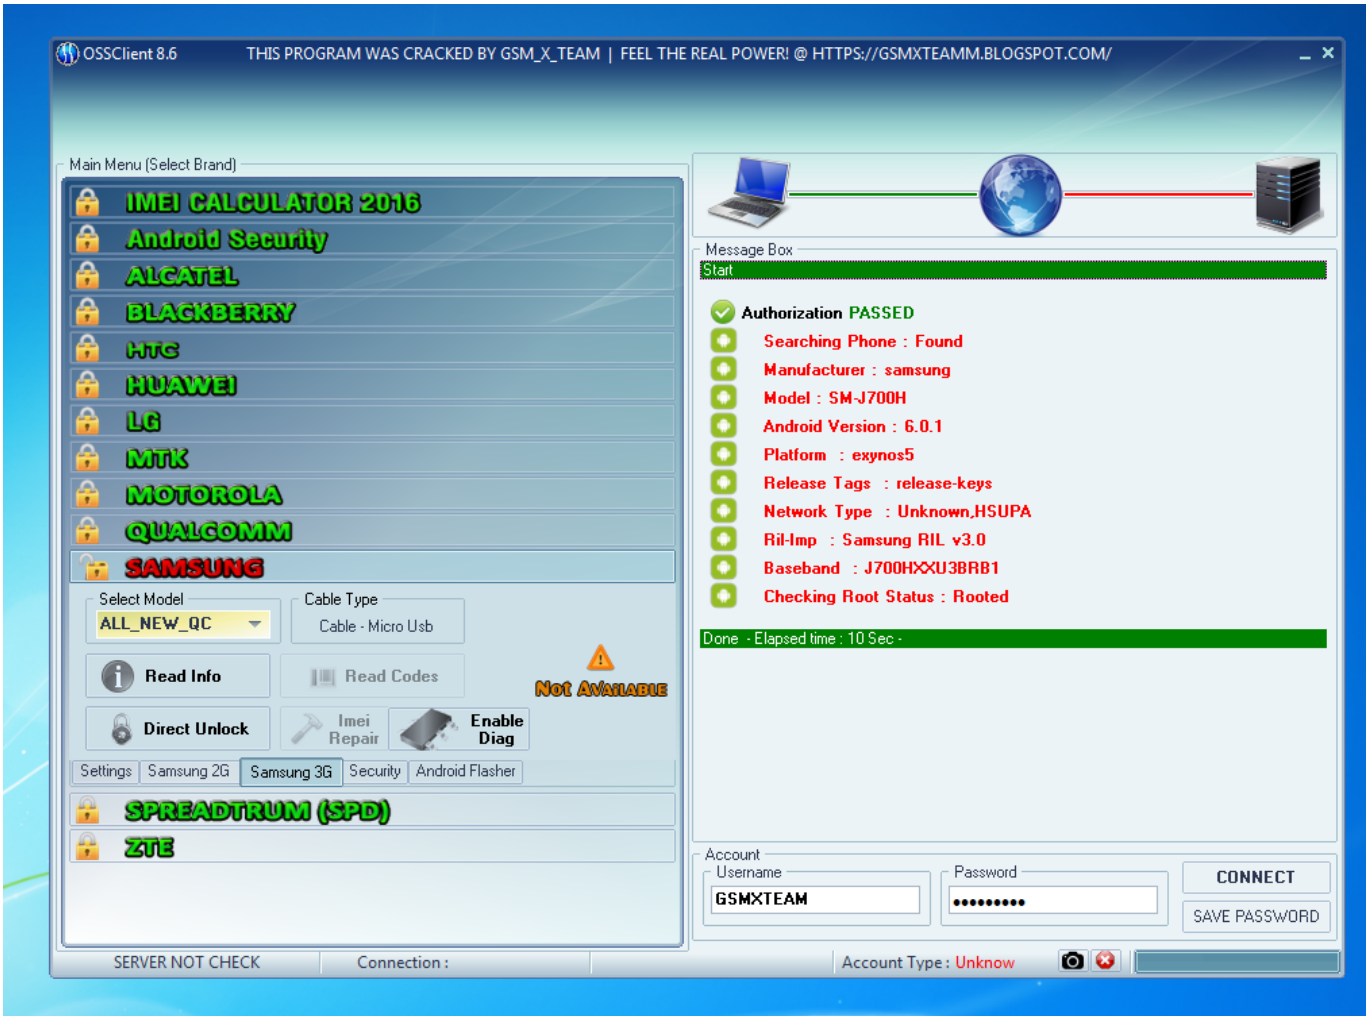 OSSClient 8.6 THIS PROGRAM WAS CRACKED BY GSM_X_TEAM | FEEL THE REAL POWER! @ HTTPS://GSMXTEAMM.BLOGSPOT.COM/
Main Menu (Select Brand)
IMEI CALCULATOR 2016
Android Security
ALCATEL
BLACKBERRY
HTC
HUAWEI
LG
MTK
MOTOROLA
QUALCOMM
SAMSUNG
Select Model
ALL_NEW_QC
Cable Type
Cable - Micro Usb
Read Info
Read Codes
Not Available
Direct Unlock
Imei Repair
Enable Diag
Settings Samsung 2G Samsung 3G Security Android Flasher
SPREADTRUM (SPD)
ZTE
Message Box
Start
Authorization PASSED
Searching Phone : Found
Manufacturer : samsung
Model : SM-J700H
Android Version : 6.0.1
Platform : exynos5
Release Tags : release-keys
Network Type : Unknown,HSUPA
Ril-Imp : Samsung RIL v3.0
Baseband : J700HXXU3BRB1
Checking Root Status : Rooted
Done - Elapsed time : 10 Sec -
Account
Username
GSMXTEAM
Password
•••••••••
CONNECT
SAVE PASSWORD
SERVER NOT CHECK Connection : Account Type : Unknow